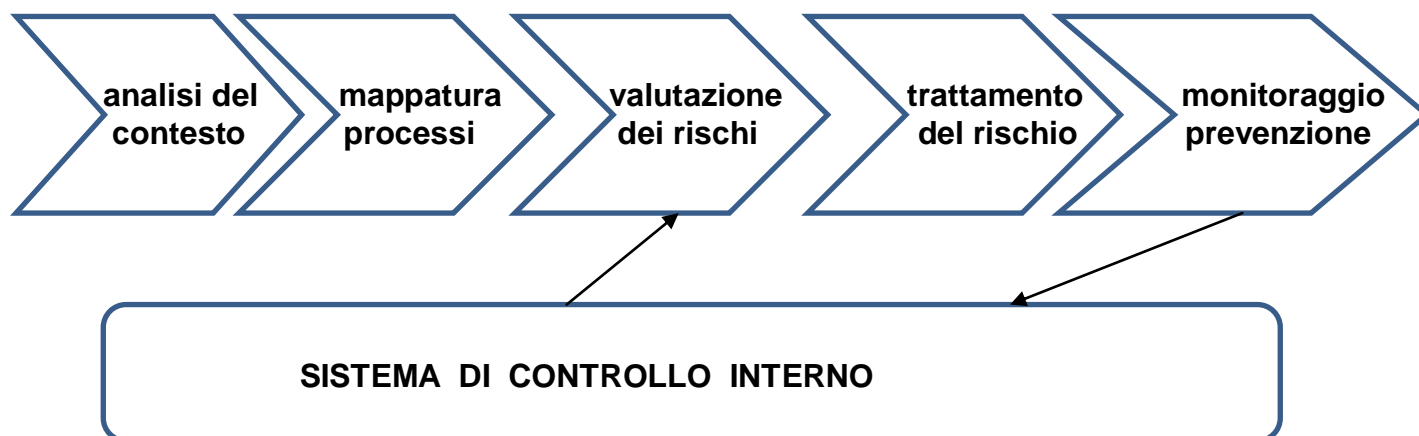 analisi del
contesto
mappatura
processi
valutazione
dei rischi
trattamento
del rischio
monitoraggio
prevenzione
SISTEMA DI CONTROLLO INTERNO